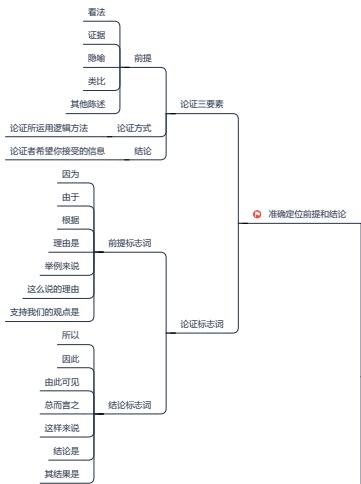 看法
证据
隐喻
前提
类比
其他陈述
论证三要素
论证所运用逻辑方法
论证方式
论证者希望你接受的信息
结论
因为
由于
准确定位前提和结论
根据
理由是
前提标志词
举例来说
这么说的理由
支持我们的观点是
论证标志词
所以
因此
由此可见
总而言之
结论标志词
这样来说
结论是
其结果是